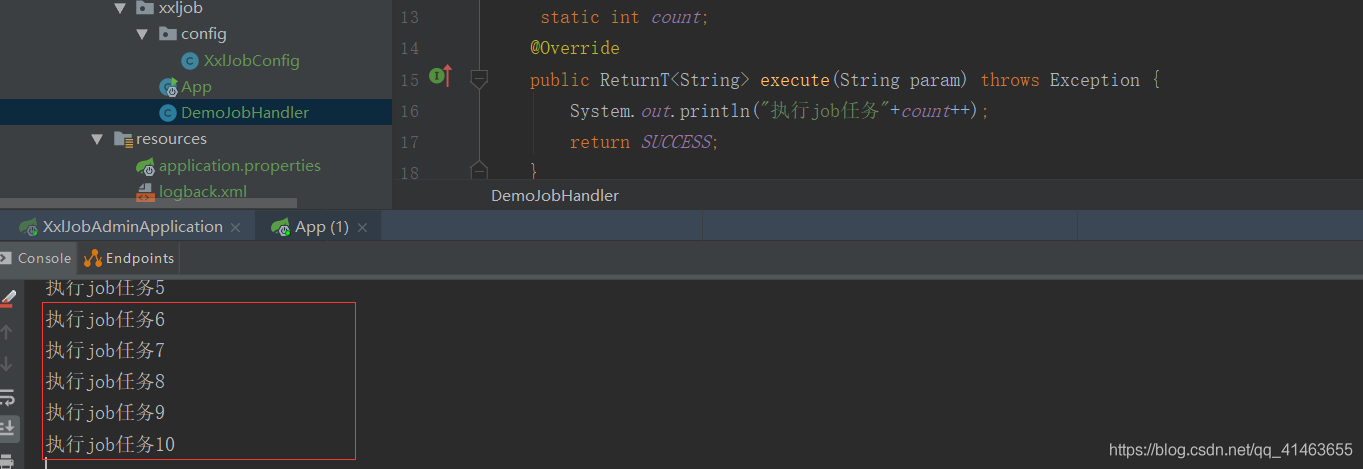 xxljob
config
XxlJobConfig
App
DemoJobHandler
resources
application.properties
logback.xml
13 static int count;
14 @Override
15 public ReturnT<String> execute(String param) throws Exception {
16 System.out.println("执行job任务"+count++);
17 return SUCCESS;
18 }
DemoJobHandler
XxlJobAdminApplication × App (1) ×
Console Endpoints
执行job任务5
执行job任务6
执行job任务7
执行job任务8
执行job任务9
执行job任务10
https://blog.csdn.net/qq_41463655